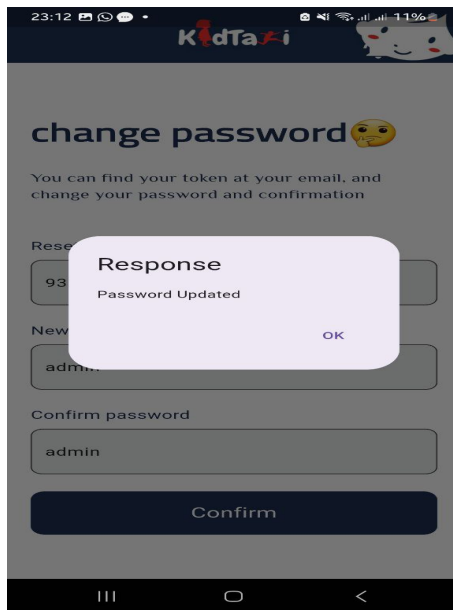 23:12 11%
KidTaxi
change password🤔
You can find your token at your email, and
change your password and confirmation
Response
93
Password Updated
New
OK
Confirm password
admin
Confirm